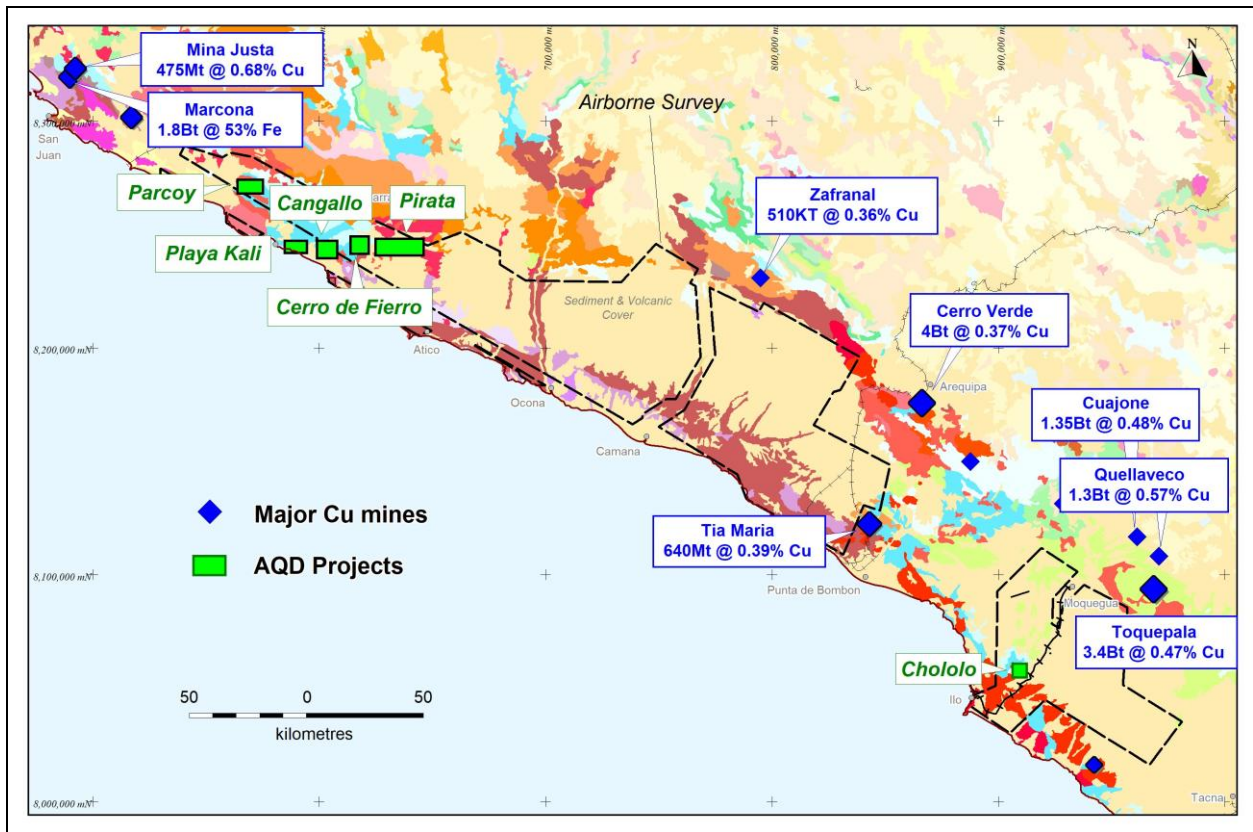 Mina Justa
475Mt @ 0.68% Cu
Marcona
1.8Bt @ 53% Fe
8,300,000 mN
San
Juan
700,000 mE
800,000 mE
900,000 mE
N
Airborne Survey
Parcoy
Cangallo
Pirata
Playa Kali
Cerro de Fierro
Zafranal
510KT @ 0.36% Cu
Sediment & Volcanic
Cover
Cerro Verde
4Bt @ 0.37% Cu
8,200,000 mN
Atico
Arequipa
Ocona
Cuajone
1.35Bt @ 0.48% Cu
Camana
Quellaveco
1.3Bt @ 0.57% Cu
Major Cu mines
Tia Maria
640Mt @ 0.39% Cu
AQD Projects
8,100,000 mN
Punta de Bombon
Moquegua
Toquepala
3.4Bt @ 0.47% Cu
Chololo
Ilo
50 0 50
kilometres
8,000,000 mN
Tacna